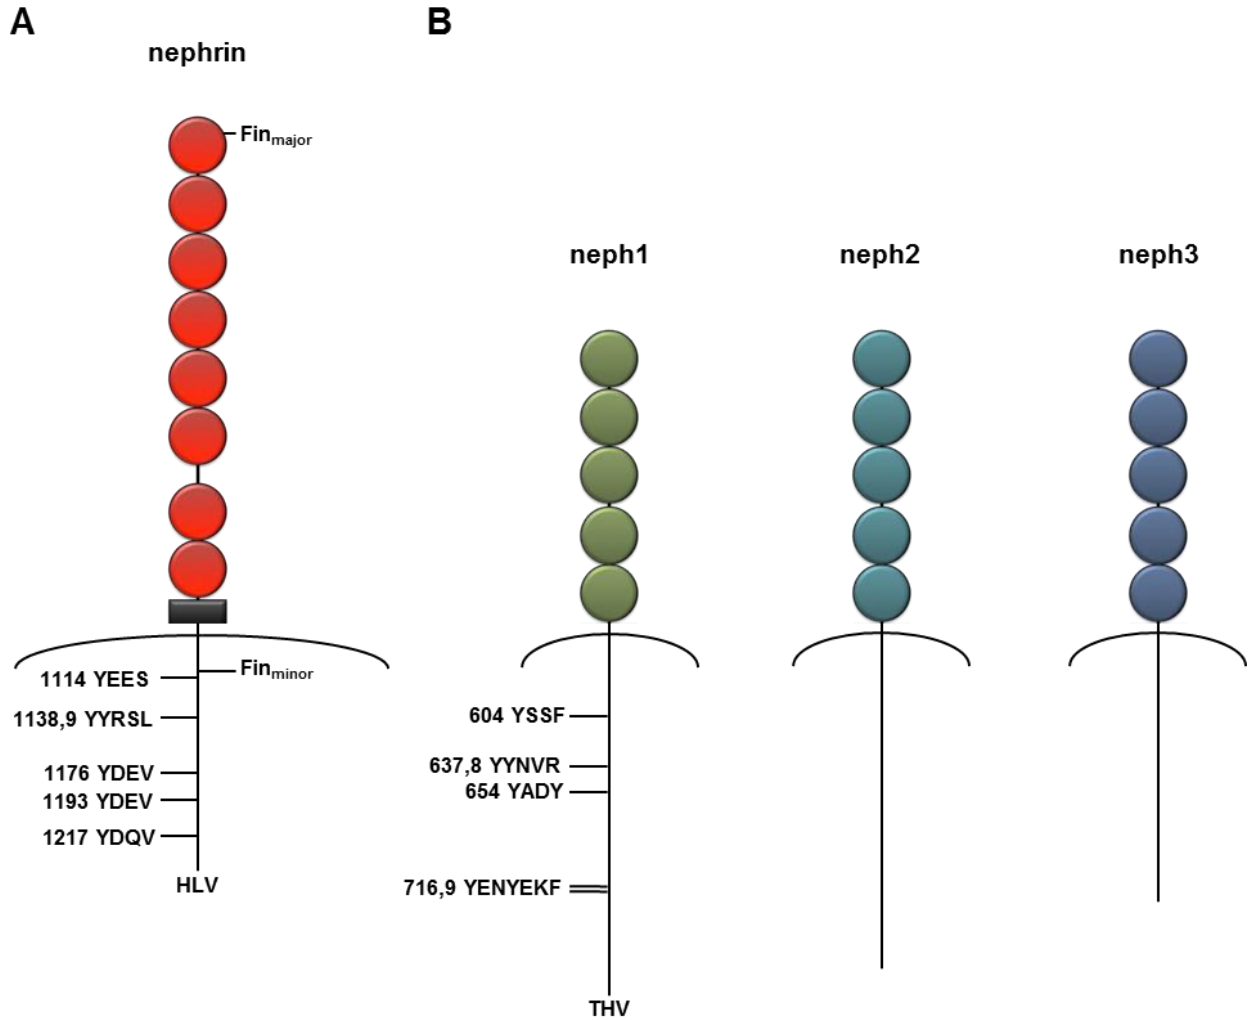 A
nephrin
Finmajor
Finminor
1114 YEES
1138,9 YYRSL
1176 YDEV
1193 YDEV
1217 YDQV
HLV
B
neph1
neph2
neph3
604 YSSF
637,8 YYNVR
654 YADY
716,9 YENYEKF
THV